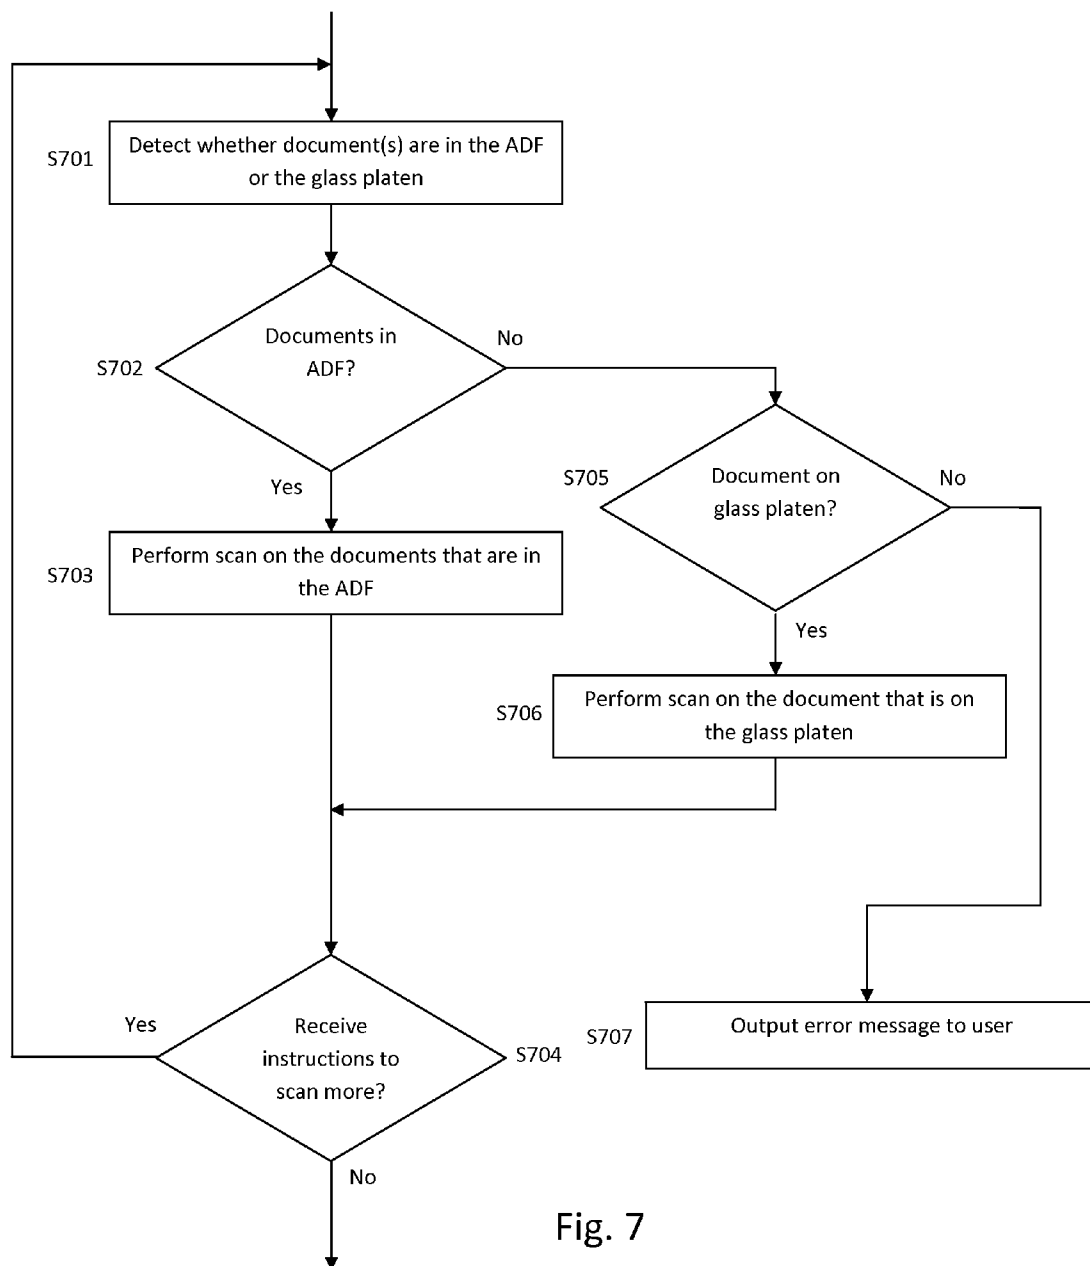 S701
Detect whether document(s) are in the ADF
or the glass platen
S702
Documents in
ADF?
No
Yes
S705
Document on
glass platen?
No
Yes
S703
Perform scan on the documents that are in
the ADF
S706
Perform scan on the document that is on
the glass platen
Yes
Receive
instructions to
scan more?
S704
No
S707
Output error message to user
Fig. 7